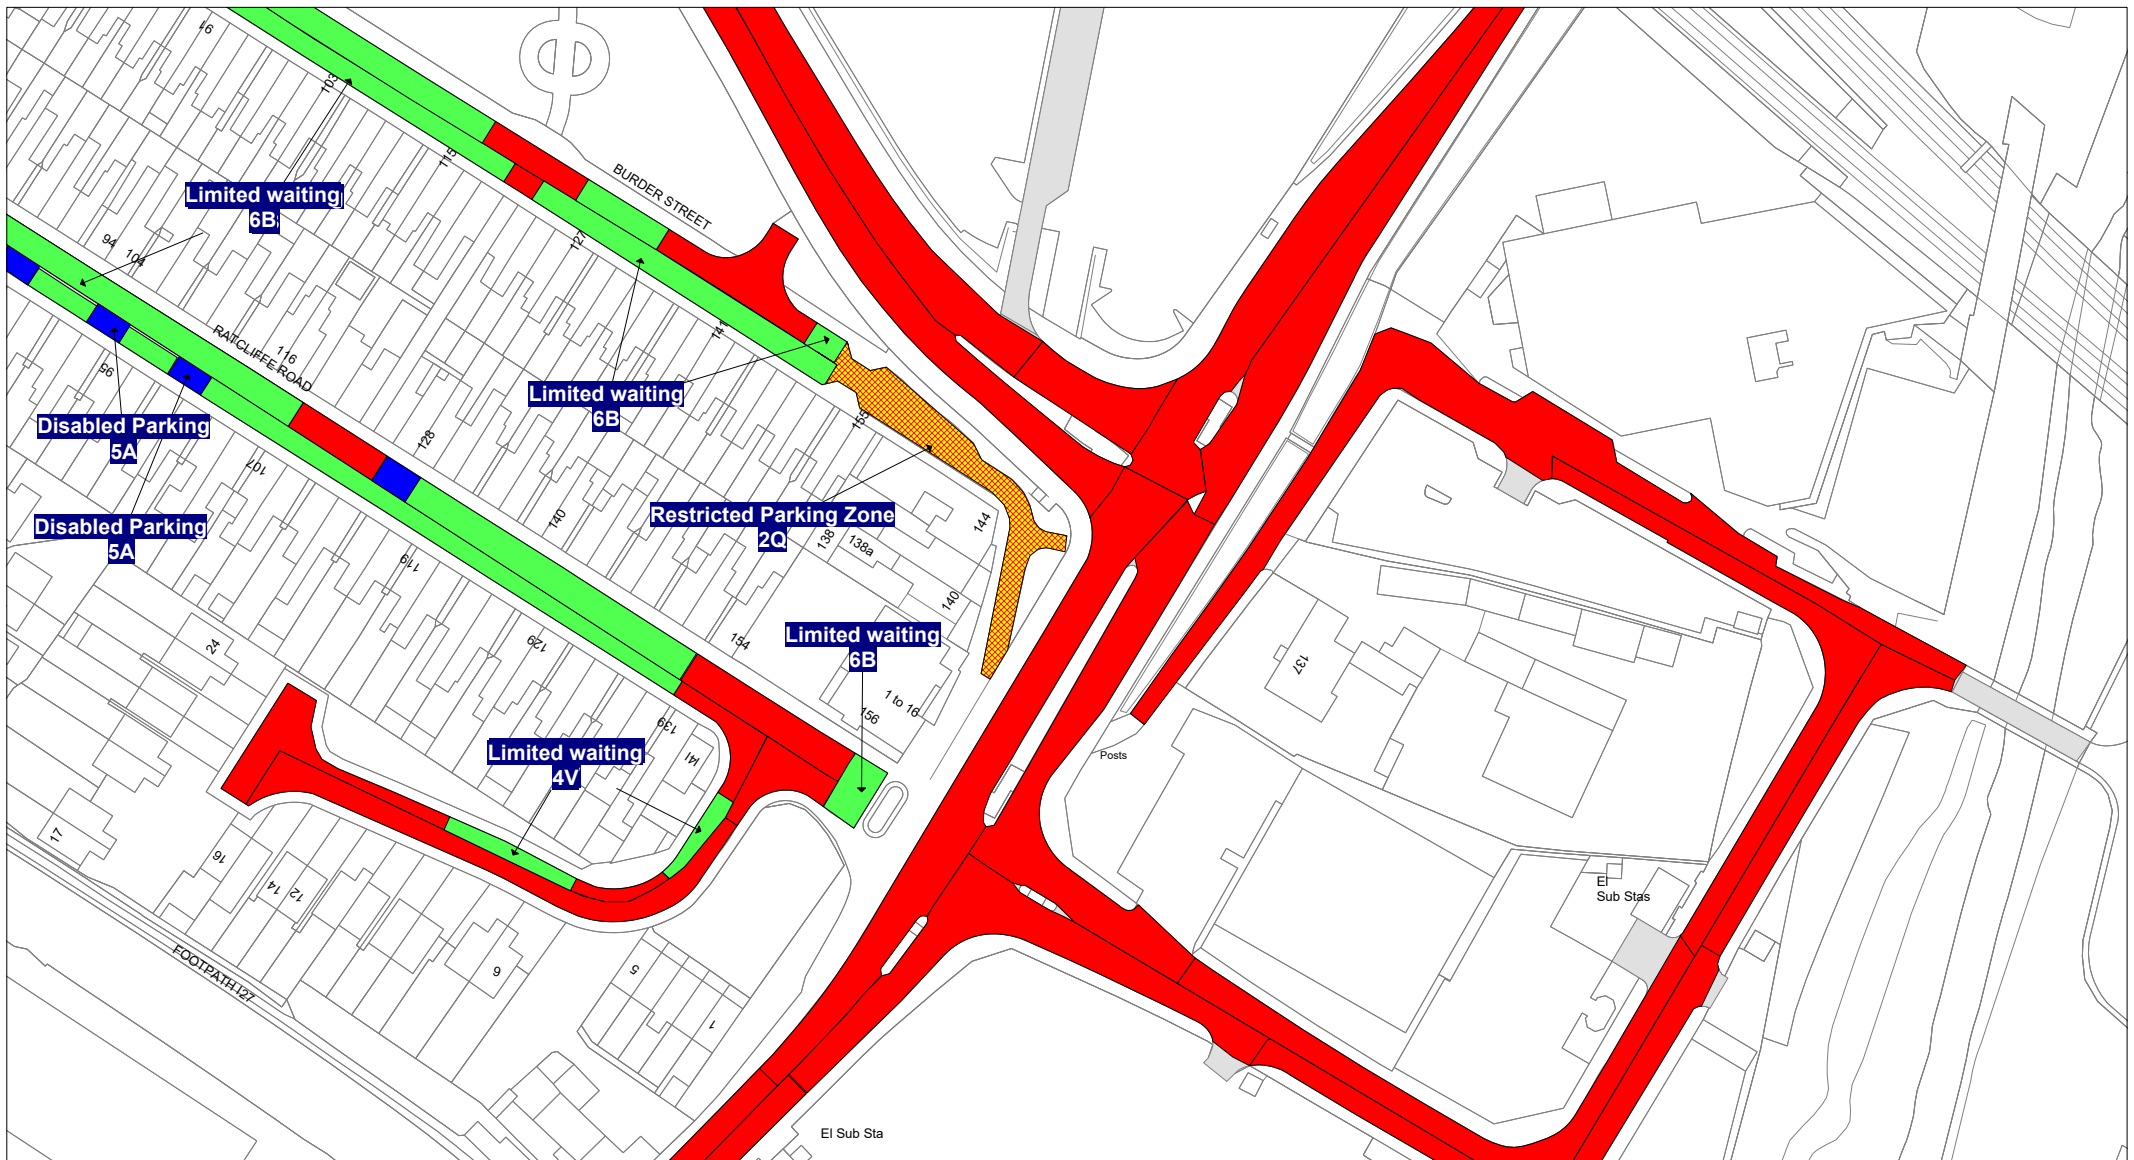 91
103
115
BURDER STREET
Limited waiting
6B
94
104
127
RATCLIFFE ROAD
116
141
95
Limited waiting
6B
Disabled Parking
5A
128
155
107
Restricted Parking Zone
2Q
140
138
138a
144
Disabled Parking
5A
119
140
Limited waiting
6B
24
129
154
137
1 to 16
156
139
141
Limited waiting
4V
Posts
17
16
14
12
El
Sub Stas
FOOTPATH I27
9
5
1
El Sub Sta